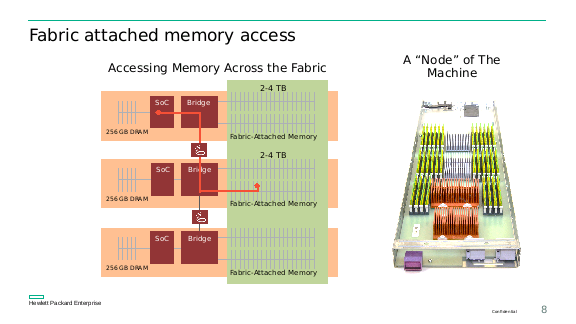 Fabric attached memory access
Accessing Memory Across the Fabric
A “Node” of The
Machine
2-4 TB
SoC
Bridge
256 GB DRAM
Fabric-Attached Memory
2-4 TB
SoC
Bridge
256 GB DRAM
Fabric-Attached Memory
SoC
Bridge
256 GB DRAM
Fabric-Attached Memory
Hewlett Packard Enterprise
Confidential
8